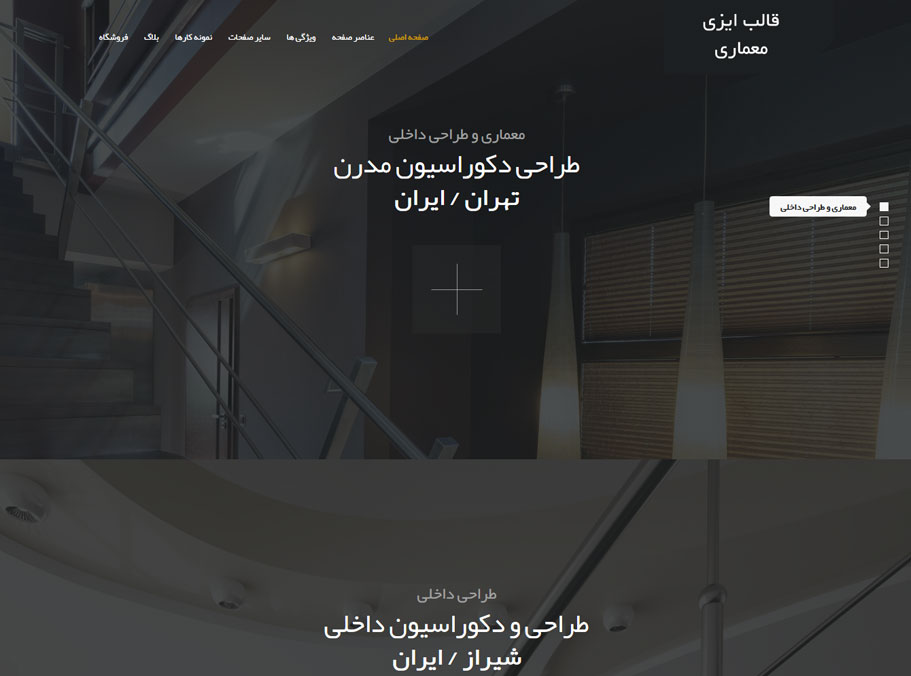 قالب ایزی
معماری
صفحه اصلی
عناصر صفحه
ویژگی ها
سایر صفحات
نمونه کارها
بلاگ
فروشگاه
معماری و طراحی داخلی
طراحی دکوراسیون مدرن
تهران / ایران
معماری و طراحی داخلی
طراحی داخلی
طراحی و دکوراسیون داخلی
شیراز / ایران